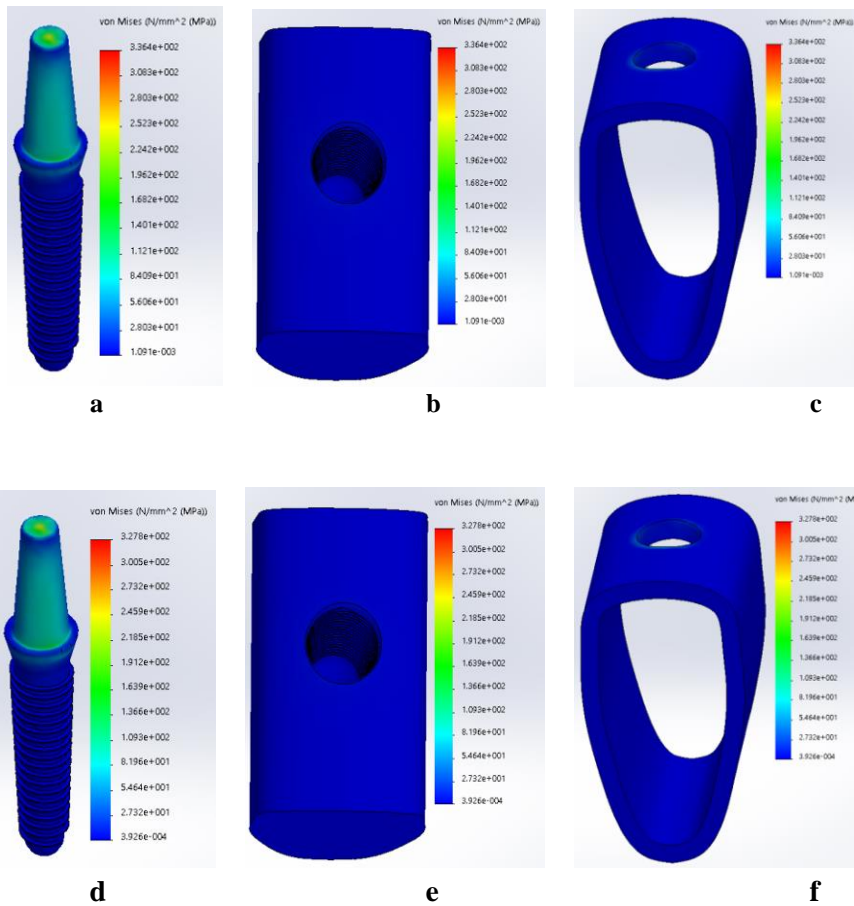 von Mises (N/mm^2 (MPa))
3.364e+002
3.083e+002
2.803e+002
2.523e+002
2.242e+002
1.962e+002
1.682e+002
1.401e+002
1.121e+002
8.409e+001
5.606e+001
2.803e+001
1.091e-003
a
von Mises (N/mm^2 (MPa))
3.364e+002
3.083e+002
2.803e+002
2.523e+002
2.242e+002
1.962e+002
1.682e+002
1.401e+002
1.121e+002
8.409e+001
5.606e+001
2.803e+001
1.091e-003
b
von Mises (N/mm^2 (MPa))
3.364e+002
3.083e+002
2.803e+002
2.523e+002
2.242e+002
1.962e+002
1.682e+002
1.401e+002
1.121e+002
8.409e+001
5.606e+001
2.803e+001
1.091e-003
c
von Mises (N/mm^2 (MPa))
3.278e+002
3.005e+002
2.732e+002
2.459e+002
2.185e+002
1.912e+002
1.639e+002
1.366e+002
1.093e+002
8.196e+001
5.464e+001
2.732e+001
3.926e-004
d
von Mises (N/mm^2 (MPa))
3.278e+002
3.005e+002
2.732e+002
2.459e+002
2.185e+002
1.912e+002
1.639e+002
1.366e+002
1.093e+002
8.196e+001
5.464e+001
2.732e+001
3.926e-004
e
von Mises (N/mm^2 (M
3.278e+002
3.005e+002
2.732e+002
2.459e+002
2.185e+002
1.912e+002
1.639e+002
1.366e+002
1.093e+002
8.196e+001
5.464e+001
2.732e+001
3.926e-004
f